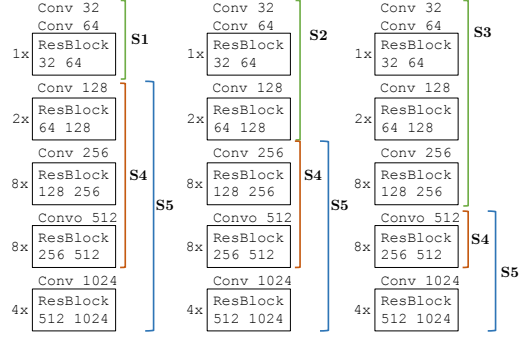 Conv 32
Conv 64
1x
ResBlock
32 64
S1
Conv 128
2x
ResBlock
64 128
Conv 256
8x
ResBlock
128 256
S4
S5
Convo 512
8x
ResBlock
256 512
Conv 1024
4x
ResBlock
512 1024
Conv 32
Conv 64
1x
ResBlock
32 64
S2
Conv 128
2x
ResBlock
64 128
Conv 256
8x
ResBlock
128 256
S4
S5
Convo 512
8x
ResBlock
256 512
Conv 1024
4x
ResBlock
512 1024
Conv 32
Conv 64
1x
ResBlock
32 64
S3
Conv 128
2x
ResBlock
64 128
Conv 256
8x
ResBlock
128 256
Convo 512
8x
ResBlock
256 512
S4
S5
Conv 1024
4x
ResBlock
512 1024